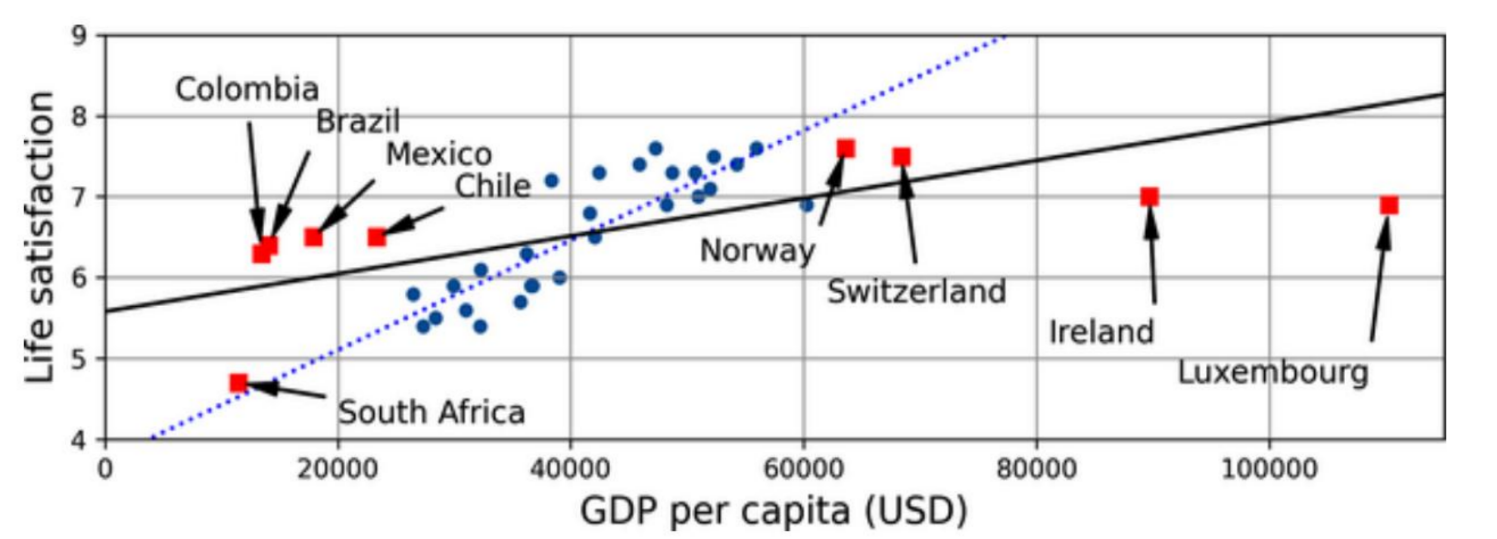 9
Colombia
8
Brazil
Mexico
Chile
7
Norway
6
Switzerland
Ireland
5
Luxembourg
South Africa
4
0 20000 40000 60000 80000 100000
GDP per capita (USD)
Life satisfaction